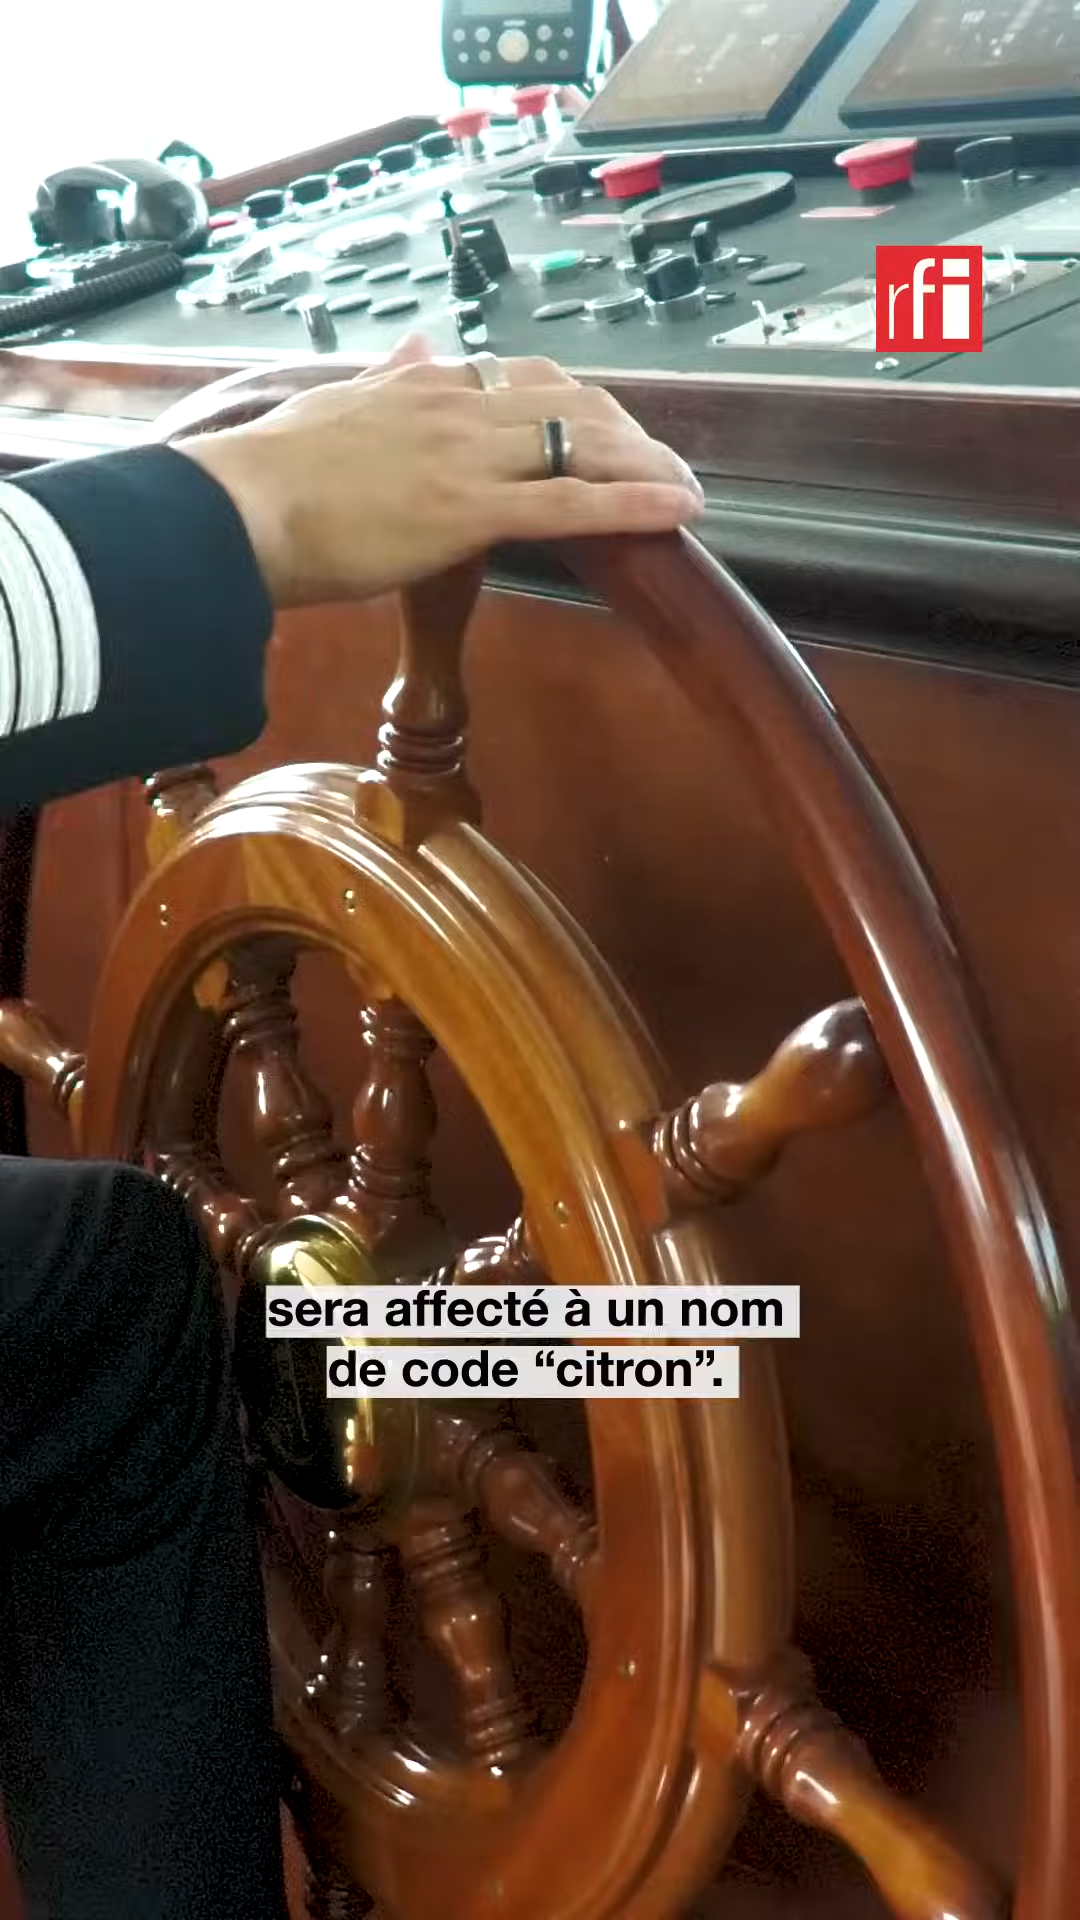 rfi
sera affecté à un nom
de code “citron”.